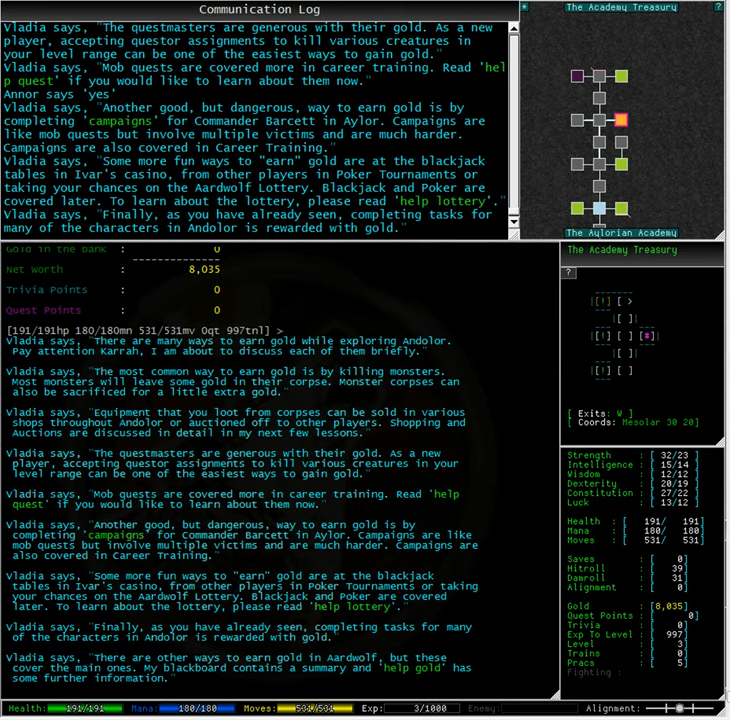 Communication Log
Vladia says, "The questmasters are generous with their gold. As a new
player, accepting questor assignments to kill various creatures in
your level range can be one of the easiest ways to gain gold.
Vladia says, "Mob quests are covered more in career training. Read 'hel
p quest' if you would like to learn about them now."
Annor says 'yes'
Vladia says, "Another good, but dangerous, way to earn gold is by
completing 'campaigns' for Commander Barcett in Aylor. Campaigns are
like mob quests but involve multiple victims and are much harder.
Campaigns are also covered in Career Training."
Vladia says, "Some more fun ways to "earn" gold are at the blackjack
tables in Ivar's casino, from other players in Poker Tournaments or
taking your chances on the Aardwolf Lottery. Blackjack and Poker are
covered later. To learn about the lottery, please read 'help lottery'."
Vladia says, "Finally, as you have already seen, completing tasks for
many of the characters in Andolor is rewarded with gold."
The Academy Treasury
?
The Aylorian Academy
Gold in the bank : 0
-------------
Net Worth : 8,035
Trivia Points : 0
Quest Points : 0
[191/191hp 180/180mn 531/531mv 0qt 997tnl] >
Vladia says, "There are many ways to earn gold while exploring Andolor.
Pay attention Karrah, I am about to discuss each of them briefly."
Vladia says, "The most common way to earn gold is by killing monsters.
Most monsters will leave some gold in their corpse. Monster corpses can
also be sacrificed for a little extra gold."
Vladia says, "Equipment that you loot from corpses can be sold in various
shops throughout Andolor or auctioned off to other players. Shopping and
Auctions are discussed in detail in my next few lessons.
Vladia says, "The questmasters are generous with their gold. As a new
player, accepting questor assignments to kill various creatures in your
level range can be one of the easiest ways to gain gold.
Vladia says, "Mob quests are covered more in career training. Read 'help
quest' if you would like to learn about them now."
Vladia says, "Another good, but dangerous, way to earn gold is by
completing 'campaigns' for Commander Barcett in Aylor. Campaigns are like
mob quests but involve multiple victims and are much harder. Campaigns are
also covered in Career Training."
Vladia says, "Some more fun ways to "earn" gold are at the blackjack
tables in Ivar's casino, from other players in Poker Tournaments or taking
your chances on the Aardwolf Lottery. Blackjack and Poker are covered
later. To learn about the lottery, please read 'help lottery'."
Vladia says, "Finally, as you have already seen, completing tasks for many
of the characters in Andolor is rewarded with gold."
Vladia says, "There are other ways to earn gold in Aardwolf, but these
cover the main ones. My blackboard contains a summary and 'help gold' has
some further information."
The Academy Treasury
?
|[!] [ >
|[ ]|
|[!] [ ] [#]|
|[ ]|
|[!] [ ]
[ Exits: W ]
[ Coords: Mesolar 30 20]
Strength : [ 32/23 ]
Intelligence : [ 15/14 ]
Wisdom : [ 12/12 ]
Dexterity : [ 20/19 ]
Constitution : [ 27/22 ]
Luck : [ 13/12 ]
Health : [ 191/ 191]
Mana : [ 180/ 180]
Moves : [ 531/ 531]
Saves : [ 0]
Hitroll : [ 39]
Damroll : [ 31]
Alignment : [ 0]
Gold : [8,035]
Quest Points : [ 0]
Trivia : [ 0]
Exp To Level : [ 997]
Level : [ 3]
Trains : [ 0]
Pracs : [ 5]
Fighting :
Health: 191/191 Mana: 180/180 Moves: 531/531 Exp: 3/1000 Enemy: Alignment: